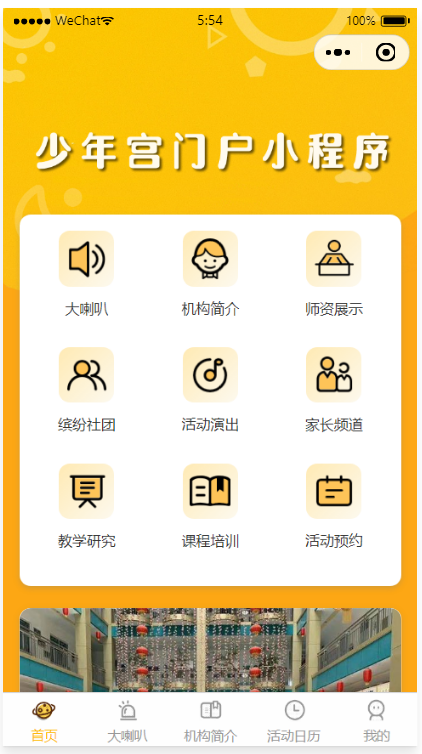 WeChat 5:54 100%
少年宫门户小程序
大喇叭 机构简介 师资展示
缤纷社团 活动演出 家长频道
教学研究 课程培训 活动预约
首页 大喇叭 机构简介 活动日历 我的